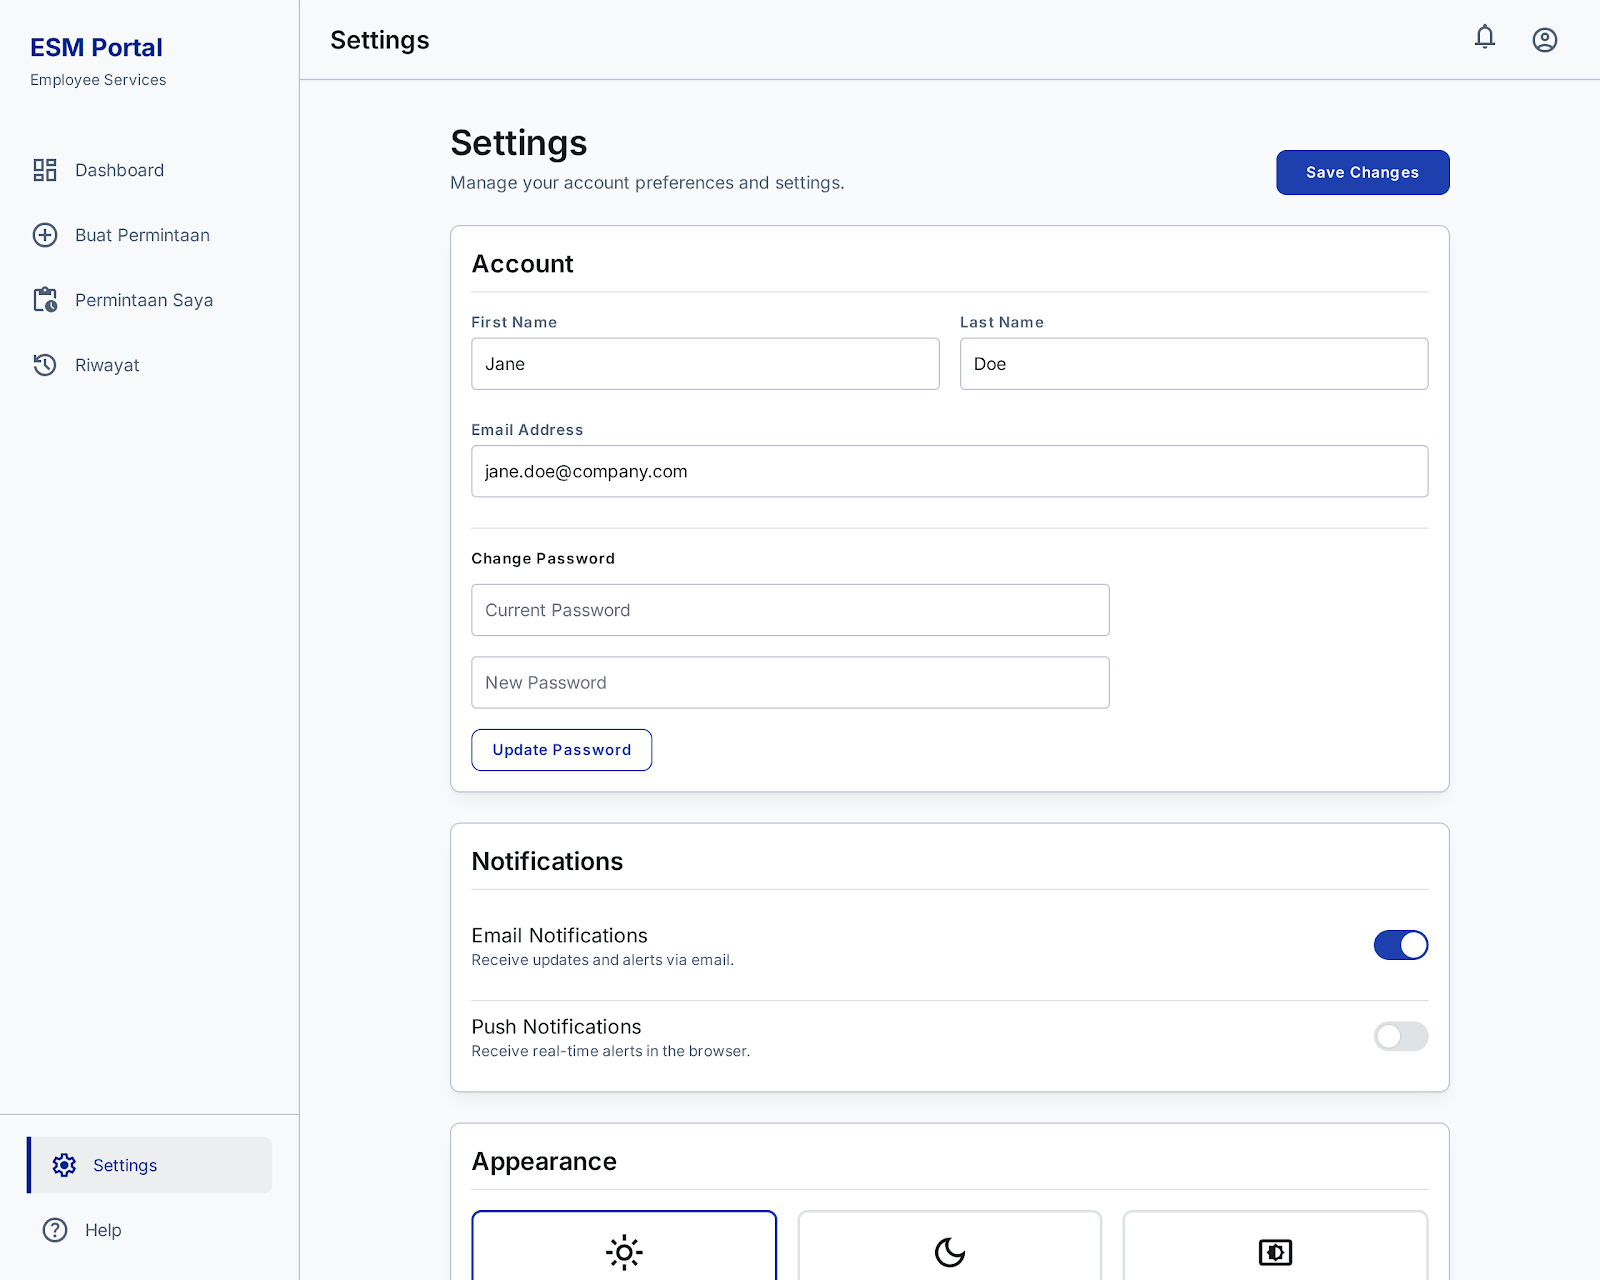 ESM Portal
Employee Services
Dashboard
Buat Permintaan
Permintaan Saya
Riwayat
Settings
Help
Settings
Settings
Manage your account preferences and settings.
Save Changes
Account
First Name
Last Name
Jane
Doe
Email Address
jane.doe@company.com
Change Password
Current Password
New Password
Update Password
Notifications
Email Notifications
Receive updates and alerts via email.
Push Notifications
Receive real-time alerts in the browser.
Appearance